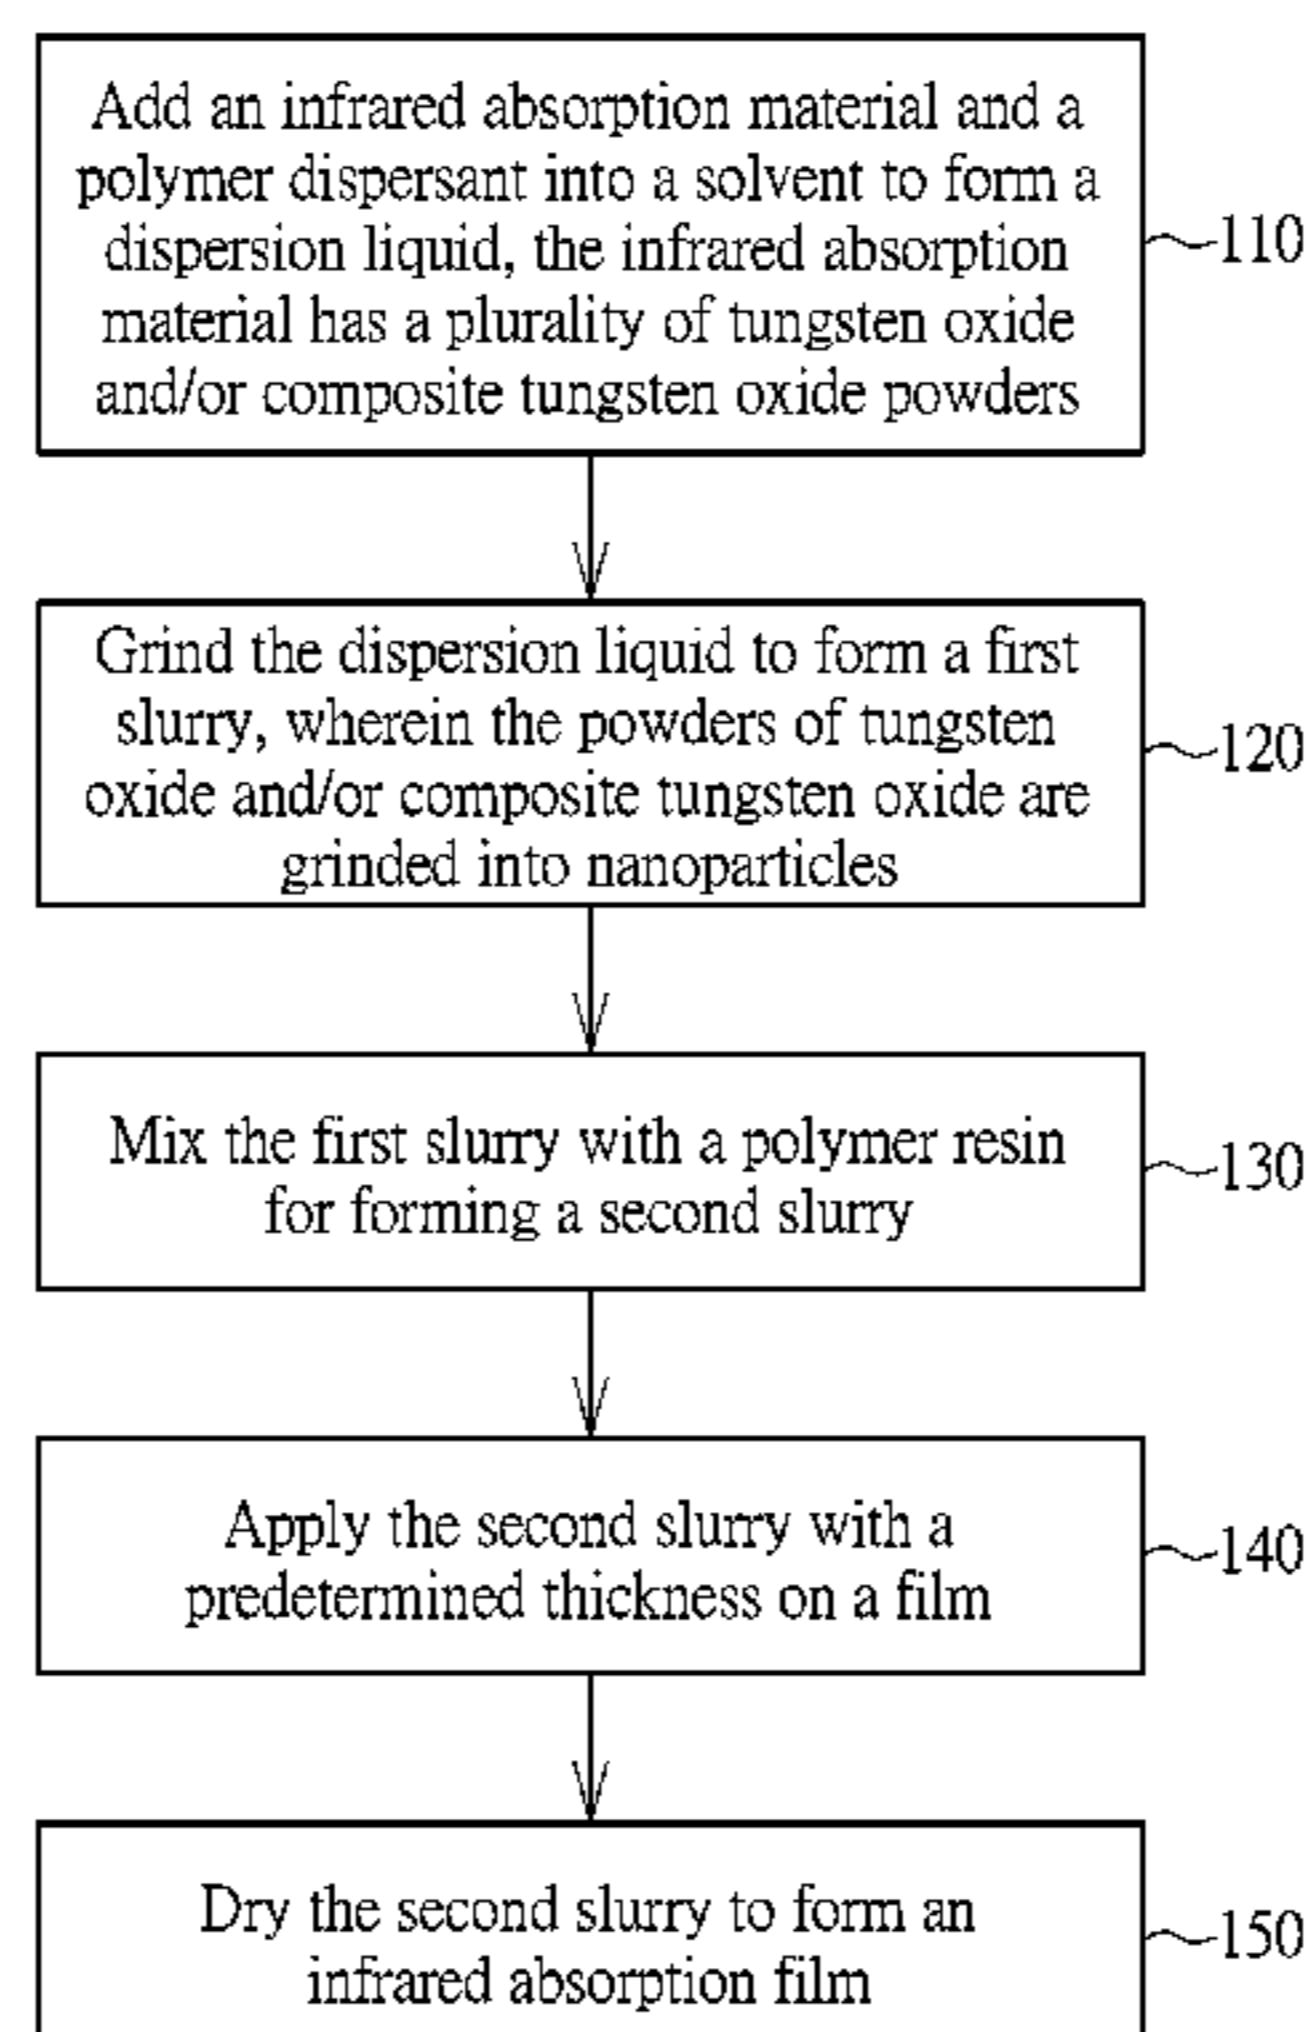 Add an infrared absorption material and a
polymer dispersant into a solvent to form a
dispersion liquid, the infrared absorption
material has a plurality of tungsten oxide
and/or composite tungsten oxide powders
110
Grind the dispersion liquid to form a first
slurry, wherein the powders of tungsten
oxide and/or composite tungsten oxide are
grinded into nanoparticles
120
Mix the first slurry with a polymer resin
for forming a second slurry
130
Apply the second slurry with a
predetermined thickness on a film
140
Dry the second slurry to form an
infrared absorption film
150